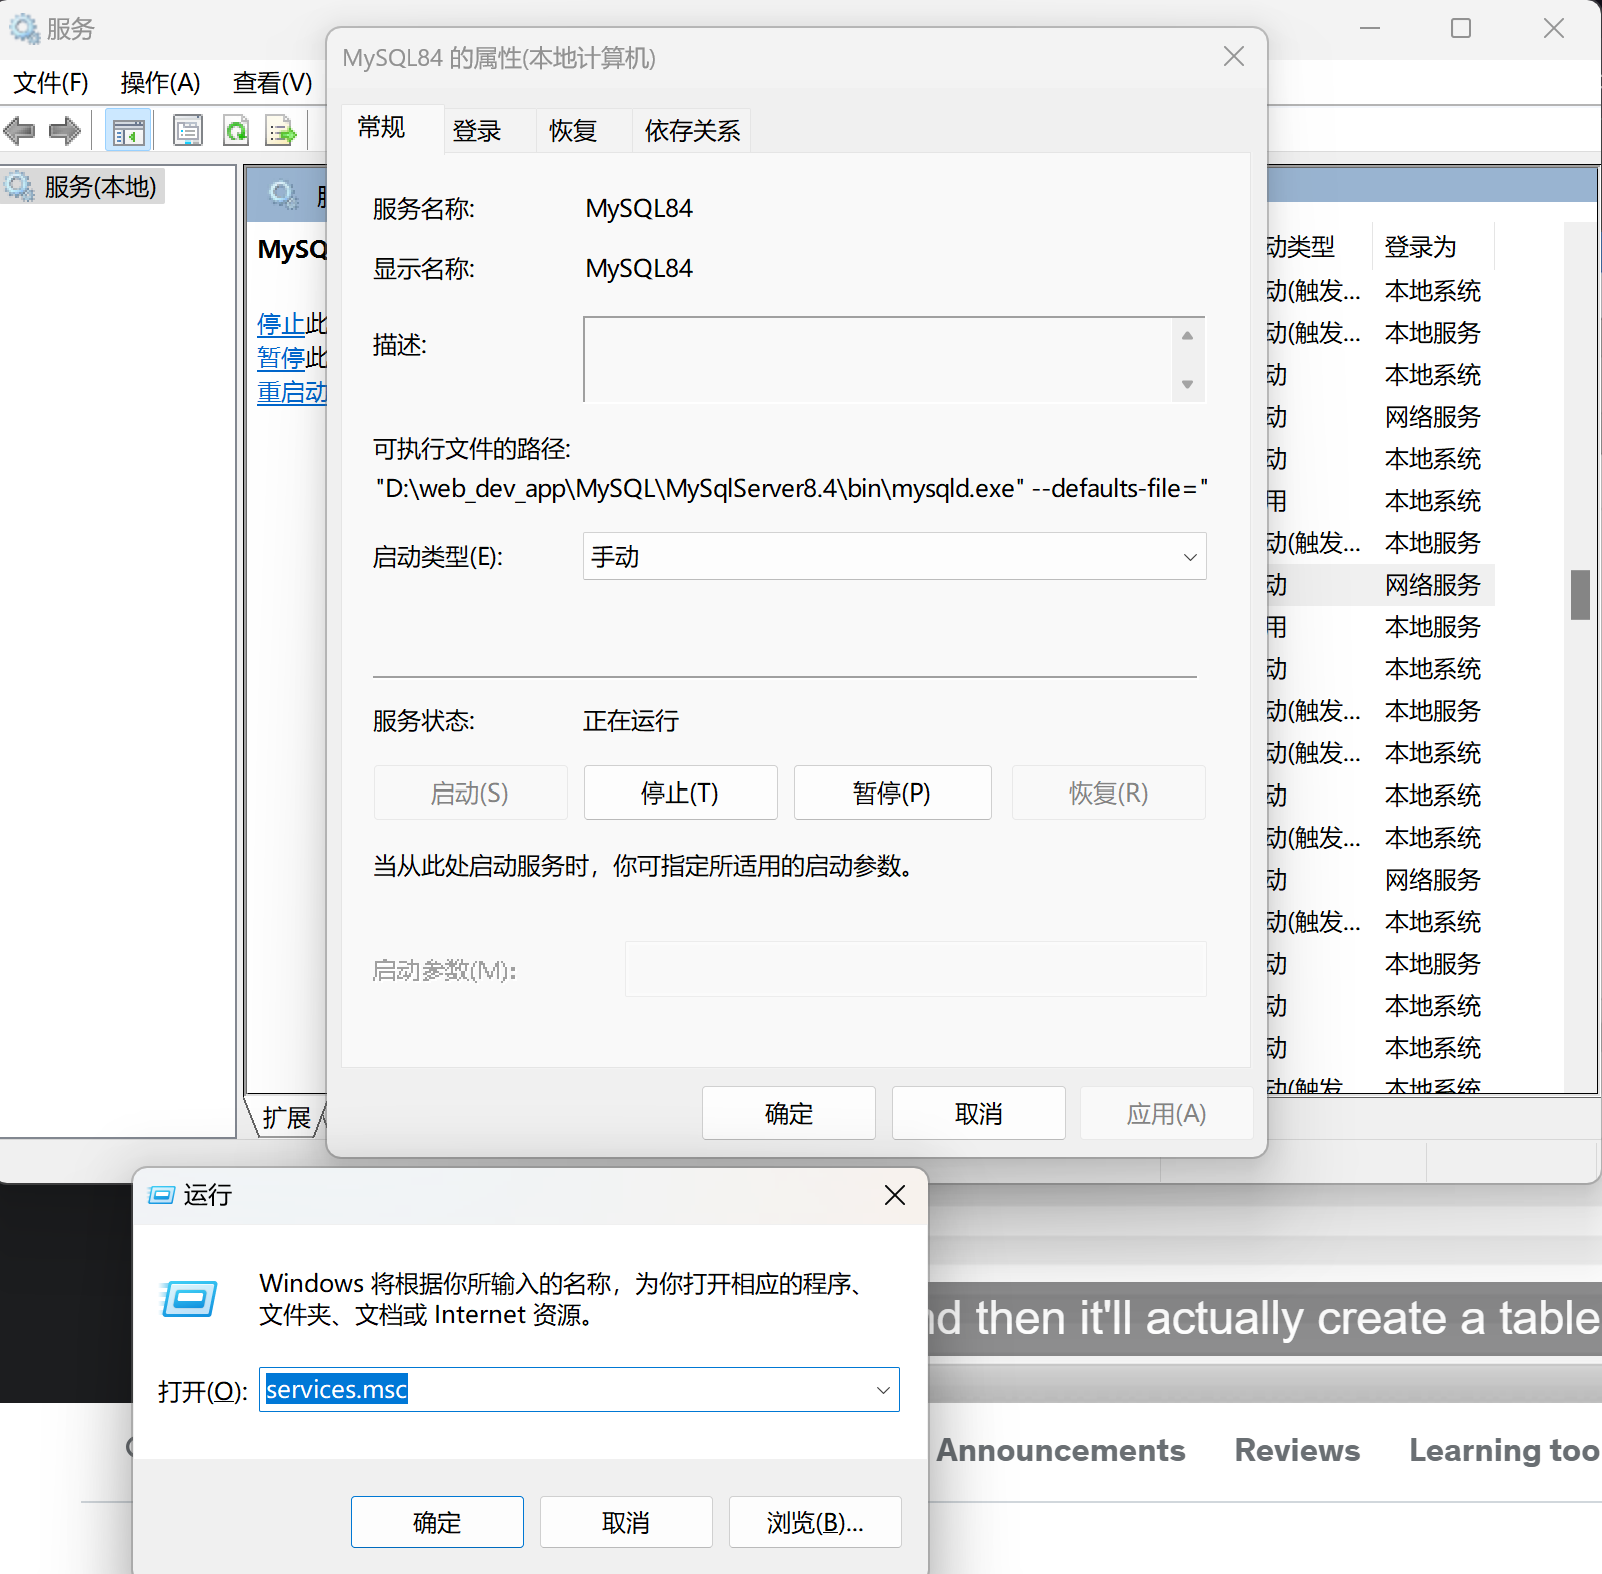 服务
文件(F) 操作(A) 查看(V)
服务(本地)
MySQ
停止此
暂停此
重启动
扩展
MySQL84 的属性(本地计算机)
常规 登录 恢复 依存关系
服务名称: MySQL84
显示名称: MySQL84
描述:
可执行文件的路径:
"D:\web_dev_app\MySQL\MySqlServer8.4\bin\mysqld.exe" --defaults-file="
启动类型(E): 手动
服务状态: 正在运行
启动(S) 停止(T) 暂停(P) 恢复(R)
当从此处启动服务时，你可指定所适用的启动参数。
启动参数(M):
确定 取消 应用(A)
动类型 登录为
动(触发... 本地系统
动(触发... 本地服务
动 本地系统
动 网络服务
动 本地系统
用 本地系统
动(触发... 本地服务
动 网络服务
用 本地服务
动 本地系统
动(触发... 本地服务
动(触发... 本地系统
动 本地系统
动(触发... 本地系统
动 网络服务
动(触发... 本地系统
动 本地服务
动 本地系统
动 本地系统
动(触发 本地系统
运行
Windows 将根据你所输入的名称，为你打开相应的程序、
文件夹、文档或 Internet 资源。
打开(O): services.msc
确定 取消 浏览(B)...
nd then it'll actually create a table
Announcements Reviews Learning too